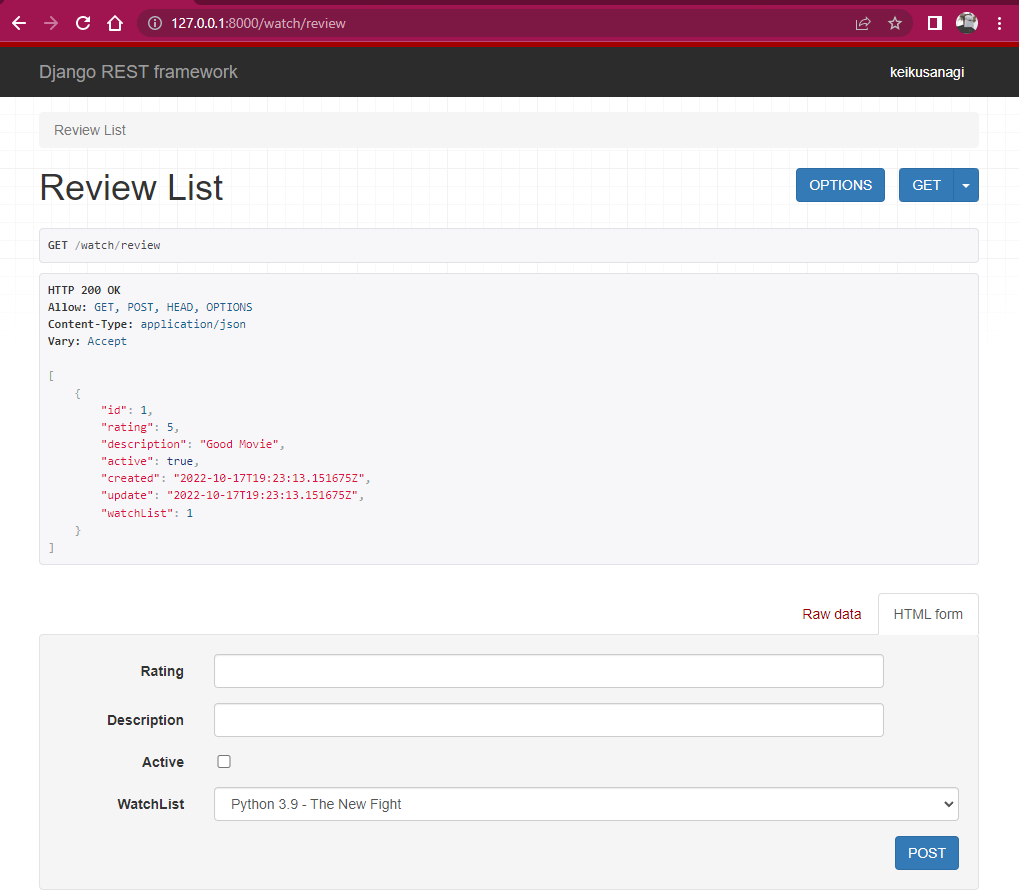 127.0.0.1:8000/watch/review
Django REST framework
keikusanagi
Review List
Review List
OPTIONS
GET
GET /watch/review
HTTP 200 OK
Allow: GET, POST, HEAD, OPTIONS
Content-Type: application/json
Vary: Accept
[
{
"id": 1,
"rating": 5,
"description": "Good Movie",
"active": true,
"created": "2022-10-17T19:23:13.151675Z",
"update": "2022-10-17T19:23:13.151675Z",
"watchList": 1
}
]
Raw data
HTML form
Rating
Description
Active
WatchList
Python 3.9 - The New Fight
POST